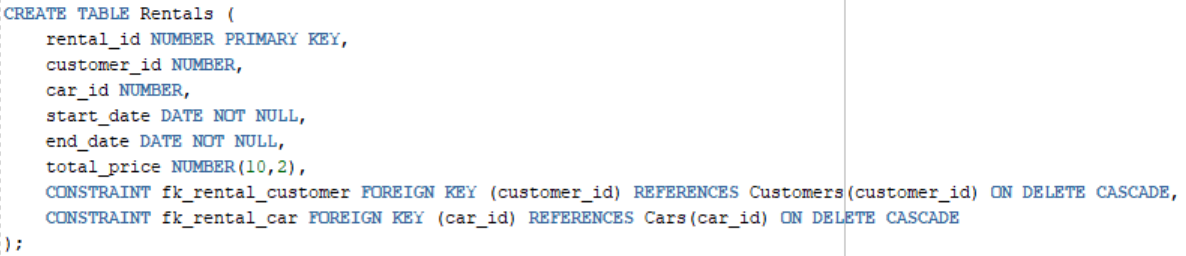 CREATE TABLE Rentals (
    rental_id NUMBER PRIMARY KEY,
    customer_id NUMBER,
    car_id NUMBER,
    start_date DATE NOT NULL,
    end_date DATE NOT NULL,
    total_price NUMBER(10,2),
    CONSTRAINT fk_rental_customer FOREIGN KEY (customer_id) REFERENCES Customers(customer_id) ON DELETE CASCADE,
    CONSTRAINT fk_rental_car FOREIGN KEY (car_id) REFERENCES Cars(car_id) ON DELETE CASCADE
);